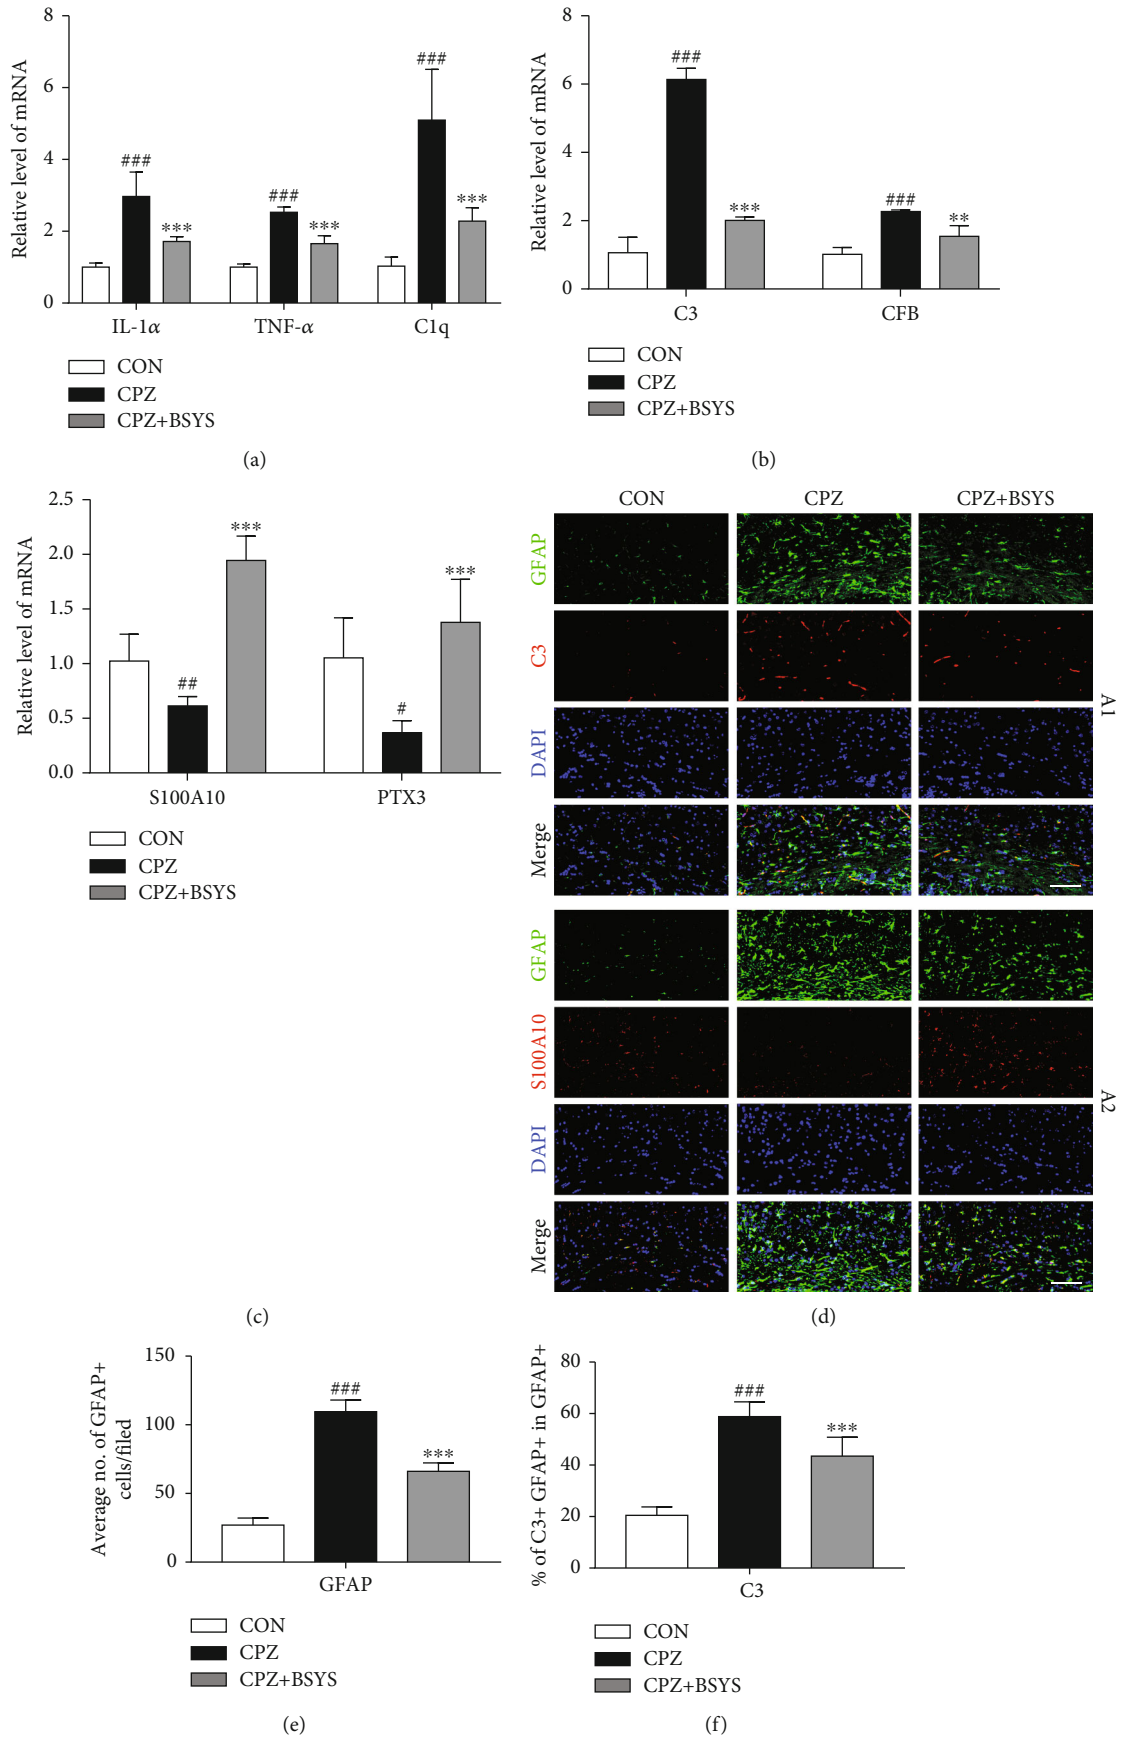 8
6
4
2
0
Relative level of mRNA
###
***
###
***
###
***
IL-1α TNF-α C1q
CON
CPZ
CPZ+BSYS
(a)
8
6
4
2
0
Relative level of mRNA
###
***
###
**
C3 CFB
CON
CPZ
CPZ+BSYS
(b)
2.5
2.0
1.5
1.0
0.5
0.0
Relative level of mRNA
##
***
#
***
S100A10 PTX3
CON
CPZ
CPZ+BSYS
(c)
CON CPZ CPZ+BSYS
GFAP
C3
DAPI
Merge
A1
GFAP
S100A10
DAPI
Merge
A2
(d)
150
100
50
0
Average no. of GFAP+
cells/filed
###
***
GFAP
CON
CPZ
CPZ+BSYS
(e)
80
60
40
20
0
% of C3+ GFAP+ in GFAP+
###
***
C3
CON
CPZ
CPZ+BSYS
(f)